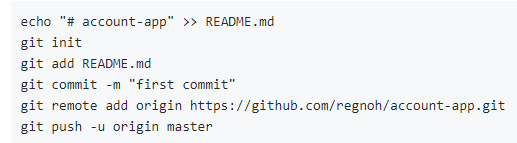 echo "# account-app" >> README.md
git init
git add README.md
git commit -m "first commit"
git remote add origin https://github.com/regnoh/account-app.git
git push -u origin master